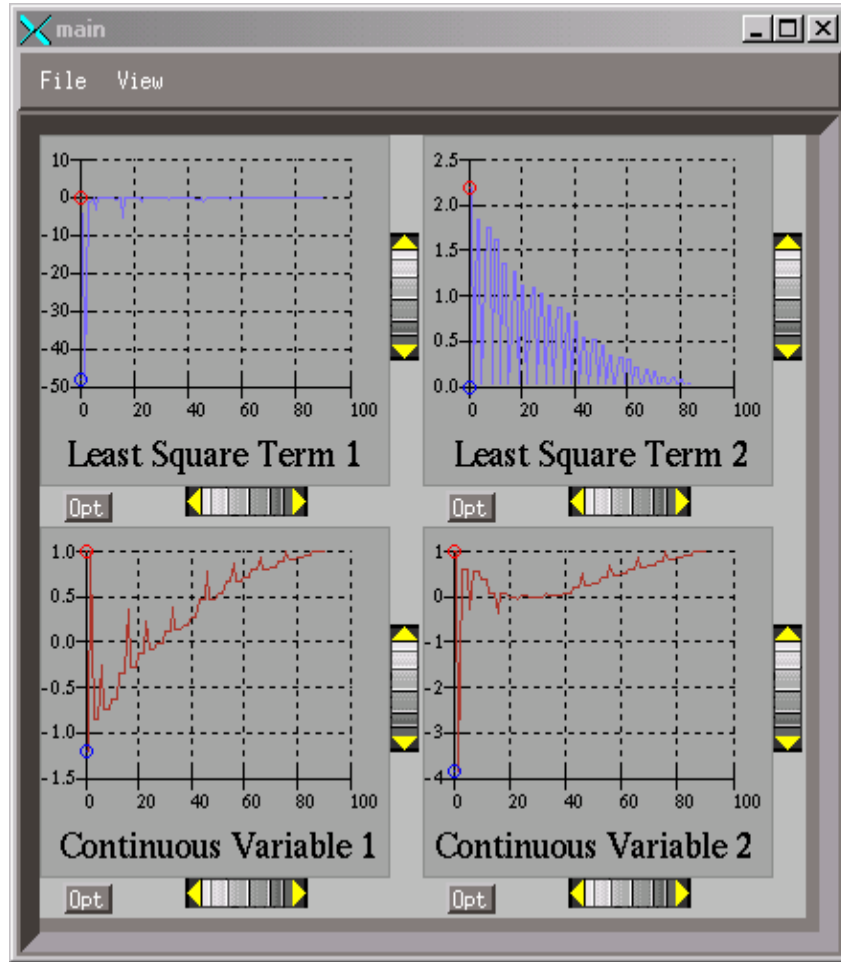 main
File View
10
0
-10
-20
-30
-40
-50
0 20 40 60 80 100
Least Square Term 1
2.5
2.0
1.5
1.0
0.5
0.0
0 20 40 60 80 100
Least Square Term 2
Opt
Opt
1.0
0.5
0.0
-0.5
-1.0
-1.5
0 20 40 60 80 100
Continuous Variable 1
1
0
-1
-2
-3
-4
0 20 40 60 80 100
Continuous Variable 2
Opt
Opt